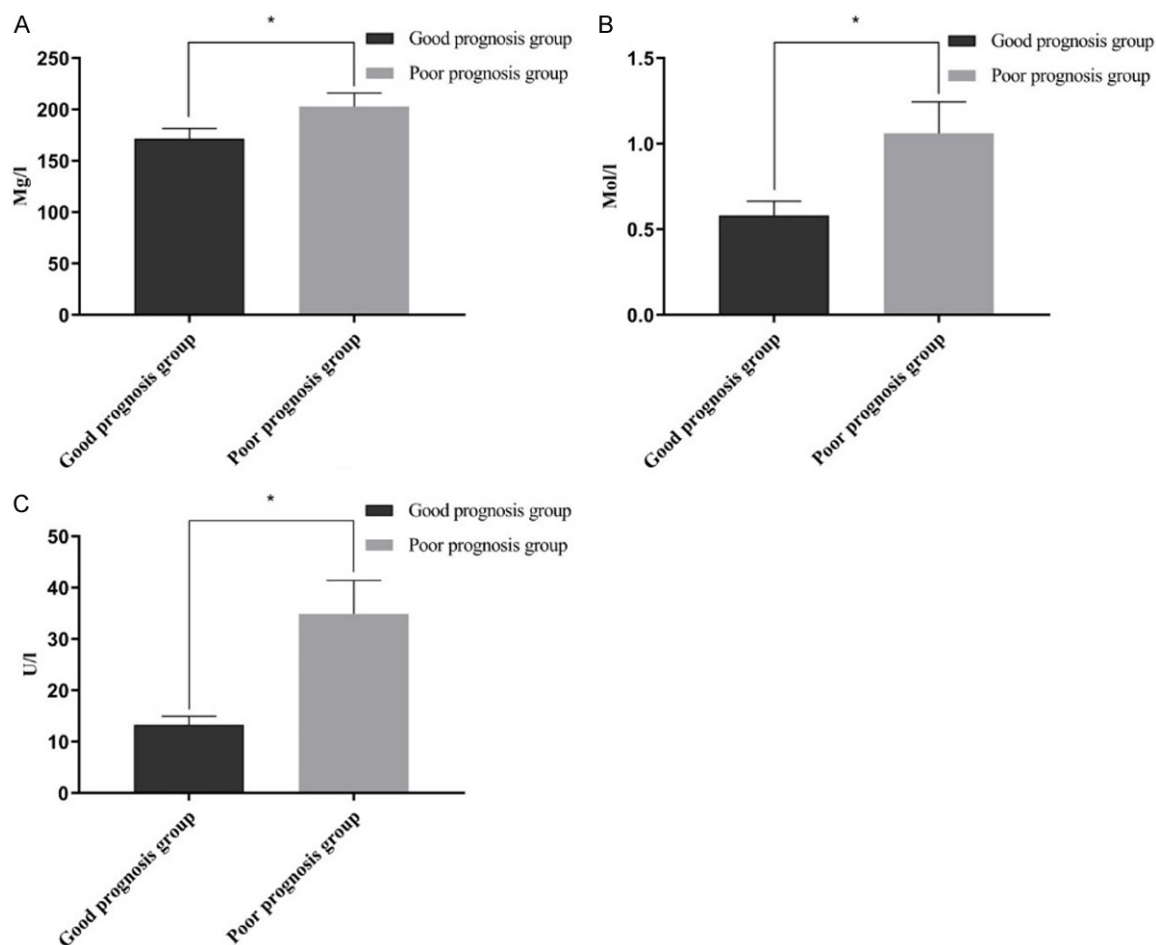 A
*
Good prognosis group
Poor prognosis group
250
200
150
100
50
0
Mg/l
Good prognosis group
Poor prognosis group
B
*
Good prognosis group
Poor prognosis group
1.5
1.0
0.5
0.0
Mol/l
Good prognosis group
Poor prognosis group
C
*
Good prognosis group
Poor prognosis group
50
40
30
20
10
0
U/l
Good prognosis group
Poor prognosis group